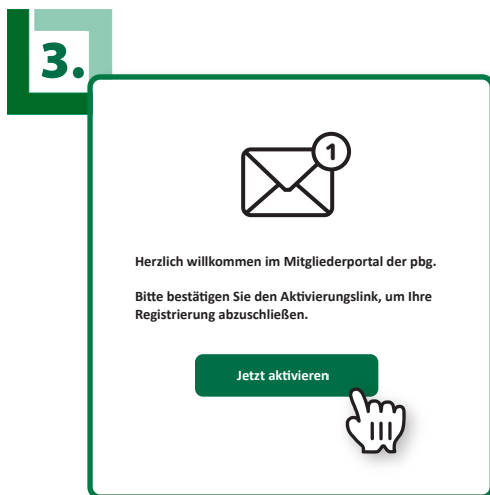 3.
1
Herzlich willkommen im Mitgliederportal der pbg.
Bitte bestätigen Sie den Aktivierungslink, um Ihre
Registrierung abzuschließen.
Jetzt aktivieren